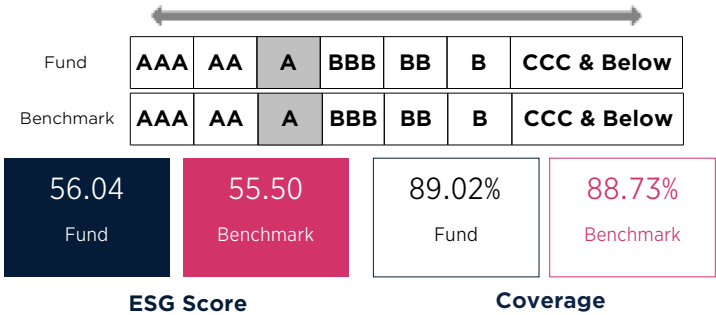 Fund AAA AA A BBB BB B CCC & Below
Benchmark AAA AA A BBB BB B CCC & Below
56.04 55.50 89.02% 88.73%
Fund Benchmark Fund Benchmark
ESG Score Coverage